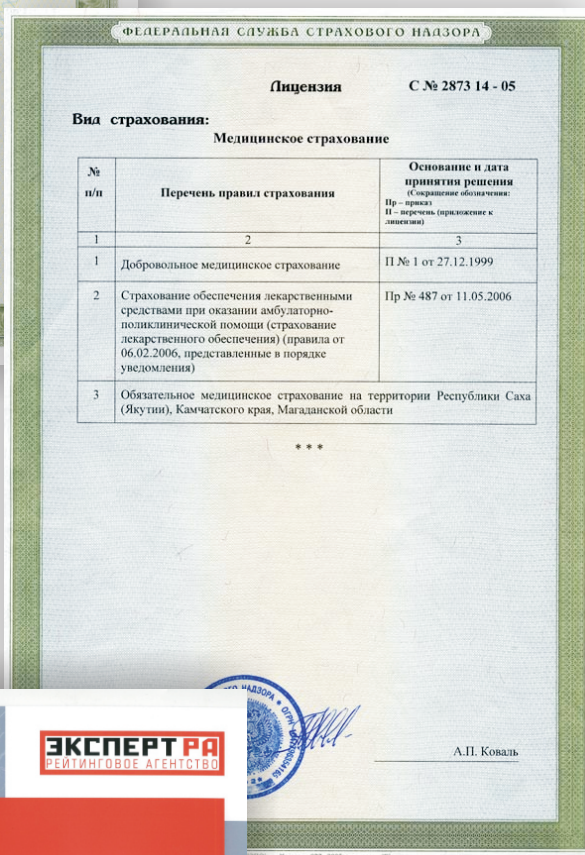 ФЕДЕРАЛЬНАЯ СЛУЖБА СТРАХОВОГО НАДЗОРА
Лицензия С № 2873 14 - 05
Вид страхования:
Медицинское страхование
№ п/п
Перечень правил страхования
Основание и дата
принятия решения
(Сокращение обозначения:
Пр – приказ
П – перечень (приложение к
лицензии)
1 2 3
1 Добровольное медицинское страхование П № 1 от 27.12.1999
2 Страхование обеспечения лекарственными Пр № 487 от 11.05.2006
средствами при оказании амбулаторно-
поликлинической помощи (страхование
лекарственного обеспечения) (правила от
06.02.2006, представленные в порядке
уведомления)
3 Обязательное медицинское страхование на территории Республики Саха
(Якутии), Камчатского края, Магаданской области
* * *
НАДЗОРА * ОГРН
А.П. Коваль
ЭКСПЕРТ РА
РЕЙТИНГОВОЕ АГЕНТСТВО